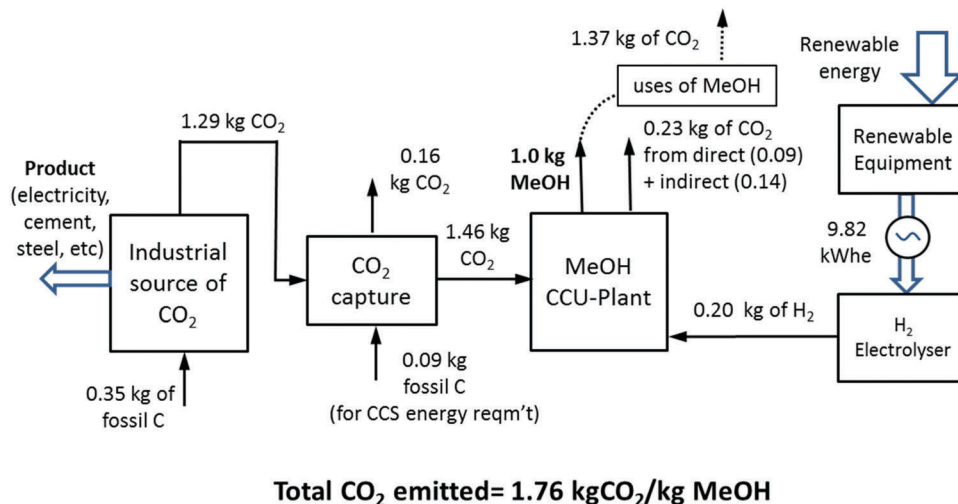 1.37 kg of CO₂
uses of MeOH
Renewable
energy
1.29 kg CO₂
Product
(electricity,
cement,
steel, etc)
0.16
kg CO₂
1.0 kg
MeOH
0.23 kg of CO₂
from direct (0.09)
+ indirect (0.14)
Renewable
Equipment
Industrial
source of
CO₂
CO₂
capture
1.46 kg
CO₂
MeOH
CCU-Plant
9.82
kWhe
0.20 kg of H₂
H₂
Electrolyser
0.35 kg of
fossil C
0.09 kg
fossil C
(for CCS energy reqm't)
Total CO₂ emitted= 1.76 kgCO₂/kg MeOH